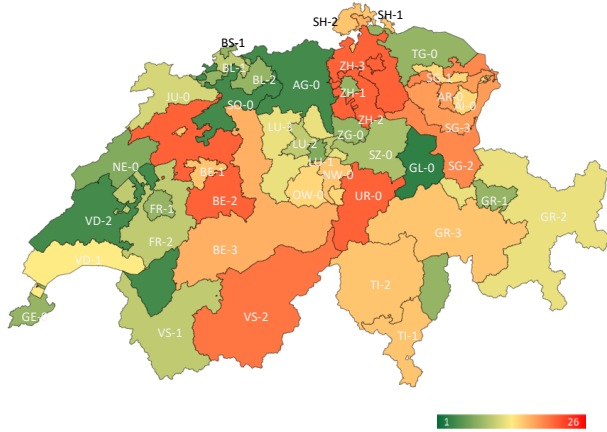 SH-2
SH-1
BS-1
TG-0
ZH-3
BL-1
BL-2
SG-1
AG-0
ZH-1
JU-0
AR-0
AI-0
SO-0
ZH-2
SG-3
LU-3
ZG-0
LU-2
SZ-0
LU-1
NE-0
GL-0
SG-2
BE-1
NW-0
OW-0
UR-0
BE-2
GR-1
FR-1
GR-2
VD-2
GR-3
FR-2
BE-3
VD-1
TI-2
VS-2
VS-1
TI-1
1
26